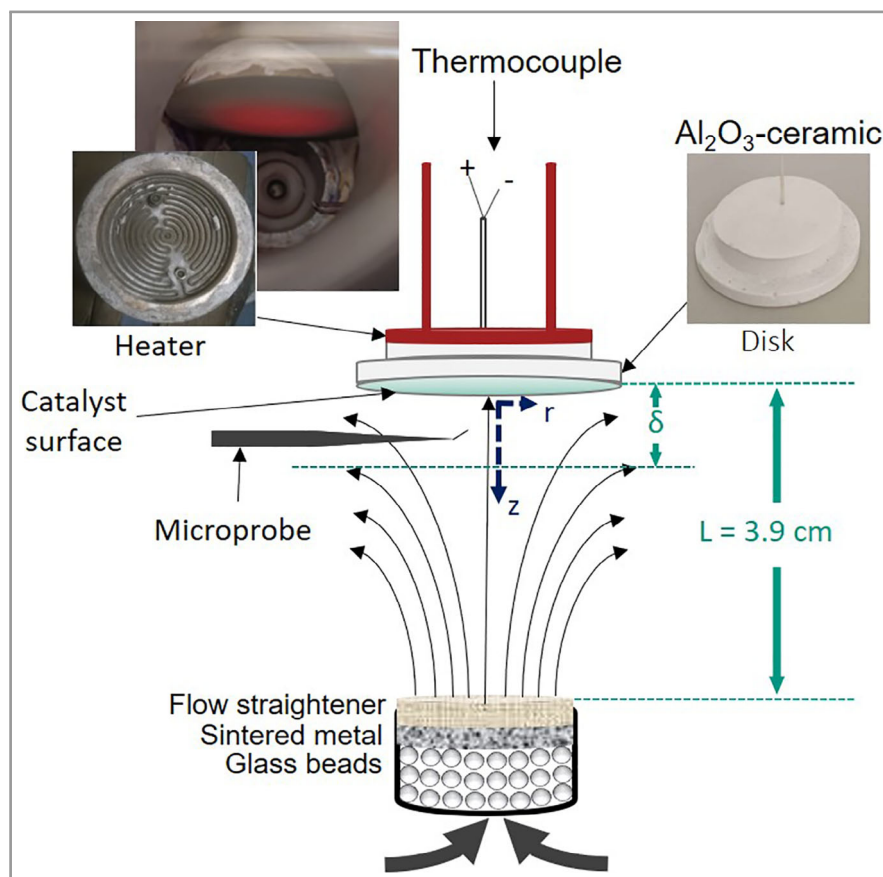 Thermocouple
+
-
Al₂O₃-ceramic
Heater
Disk
Catalyst
surface
r
δ
z
Microprobe
L = 3.9 cm
Flow straightener
Sintered metal
Glass beads